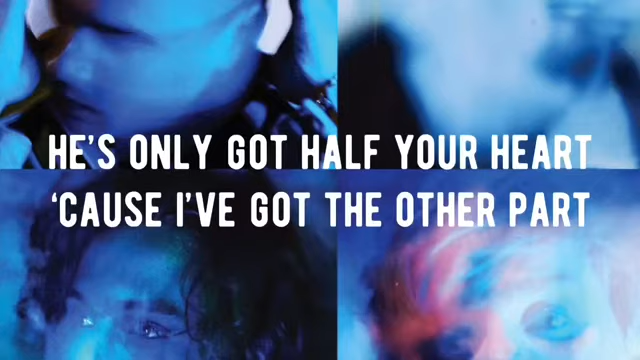 HE’S ONLY GOT HALF YOUR HEART
‘CAUSE I’VE GOT THE OTHER PART